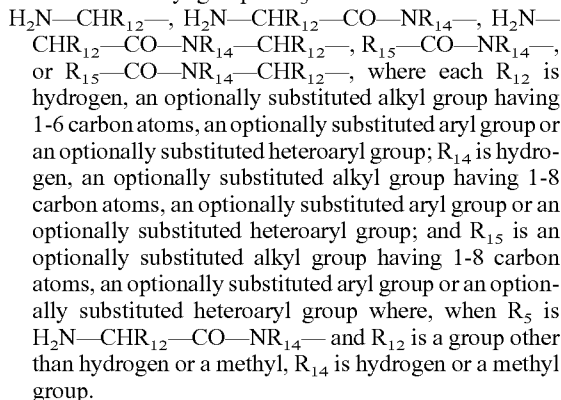 H₂N—CHR₁₂—, H₂N—CHR₁₂—CO—NR₁₄—, H₂N—
CHR₁₂—CO—NR₁₄—CHR₁₂—, R₁₅—CO—NR₁₄—,
or R₁₅—CO—NR₁₄—CHR₁₂—, where each R₁₂ is
hydrogen, an optionally substituted alkyl group having
1-6 carbon atoms, an optionally substituted aryl group or
an optionally substituted heteroaryl group; R₁₄ is hydro-
gen, an optionally substituted alkyl group having 1-8
carbon atoms, an optionally substituted aryl group or an
optionally substituted heteroaryl group; and R₁₅ is an
optionally substituted alkyl group having 1-8 carbon
atoms, an optionally substituted aryl group or an option-
ally substituted heteroaryl group where, when R₅ is
H₂N—CHR₁₂—CO—NR₁₄— and R₁₂ is a group other
than hydrogen or a methyl, R₁₄ is hydrogen or a methyl
group.